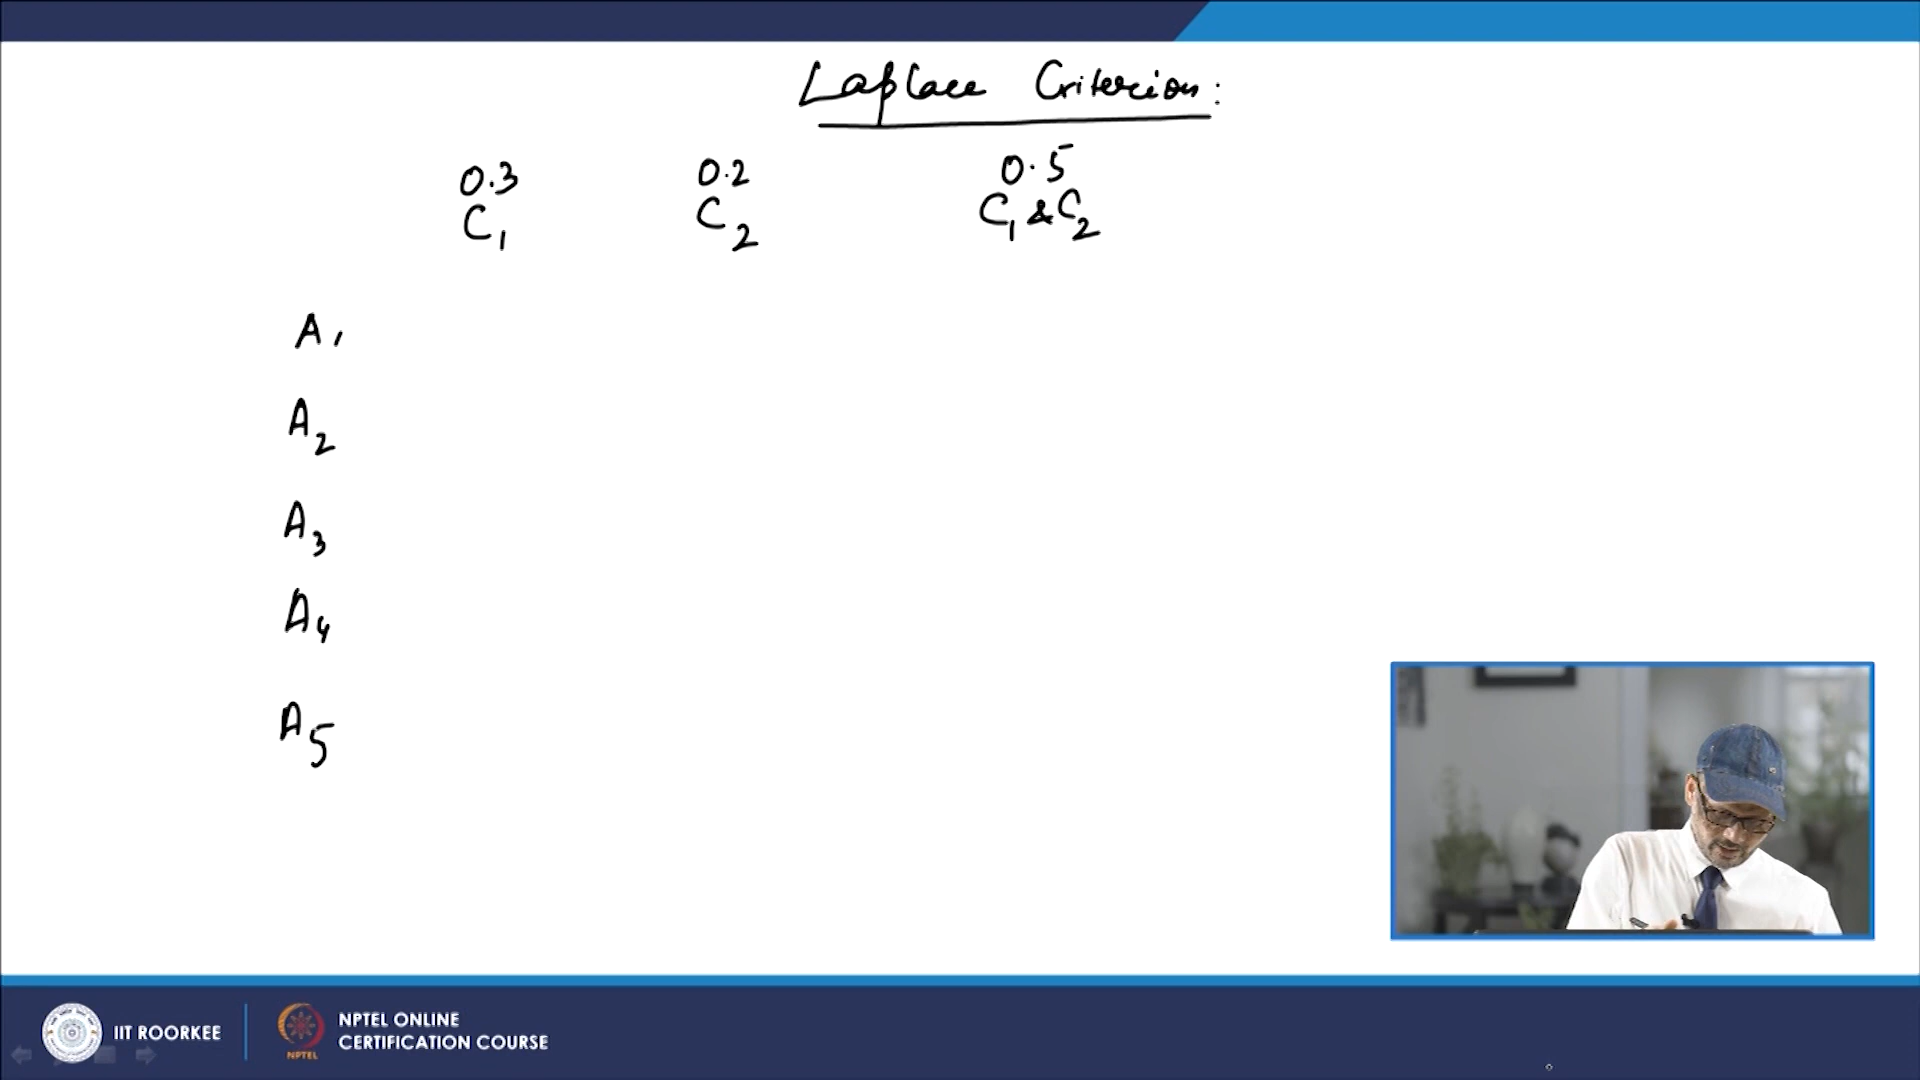 Laplace Criterion:
0.3 0.2 0.5
C1 C2 C1 & C2
A1
A2
A3
A4
A5
IIT ROORKEE
NPTEL
NPTEL ONLINE
CERTIFICATION COURSE